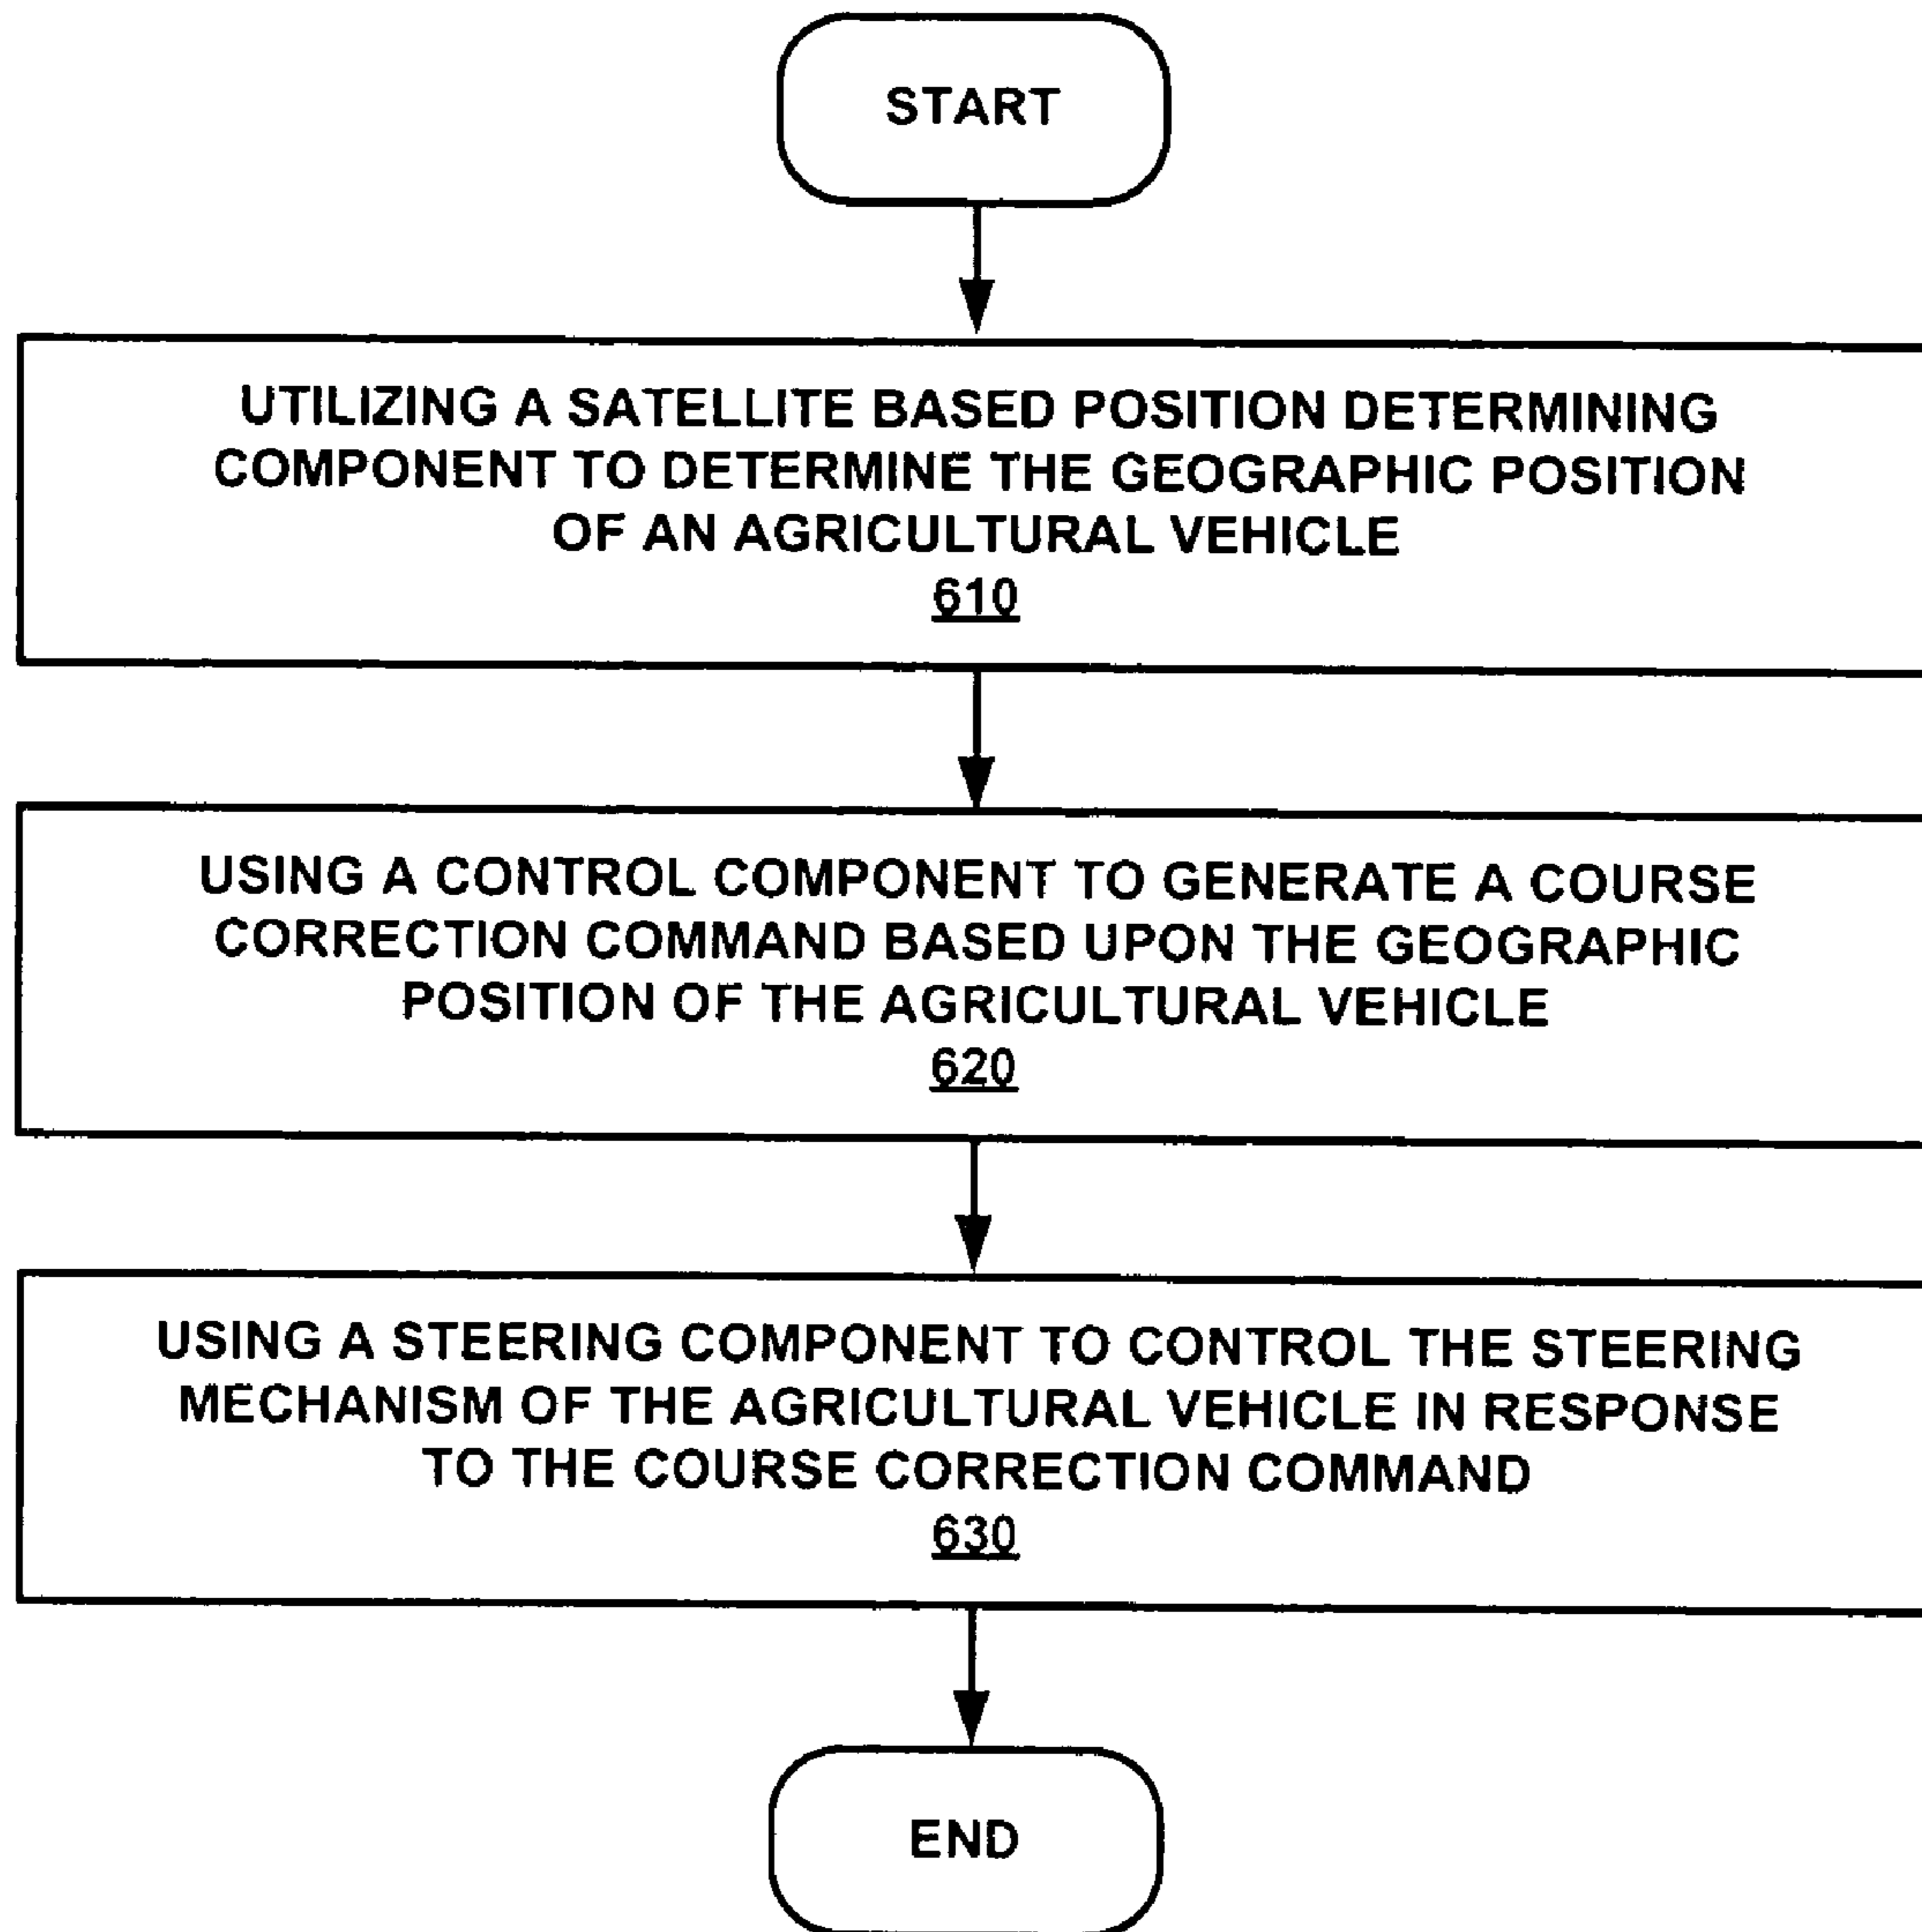 START
UTILIZING A SATELLITE BASED POSITION DETERMINING
COMPONENT TO DETERMINE THE GEOGRAPHIC POSITION
OF AN AGRICULTURAL VEHICLE
610
USING A CONTROL COMPONENT TO GENERATE A COURSE
CORRECTION COMMAND BASED UPON THE GEOGRAPHIC
POSITION OF THE AGRICULTURAL VEHICLE
620
USING A STEERING COMPONENT TO CONTROL THE STEERING
MECHANISM OF THE AGRICULTURAL VEHICLE IN RESPONSE
TO THE COURSE CORRECTION COMMAND
630
END